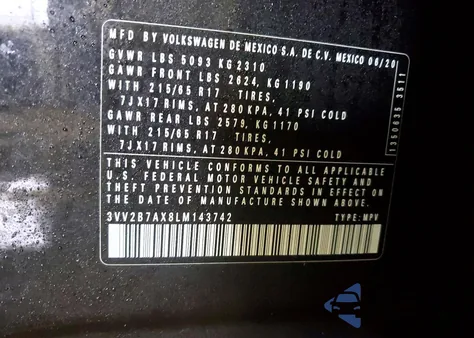 MFD BY VOLKSWAGEN DE MEXICO S.A. DE C.V. MEXICO 06/20
GVWR LBS 5093 KG 2310
GAWR FRONT LBS 2624, KG 1190
WITH 215/65 R17 TIRES,
7JX17 RIMS, AT 280 KPA, 41 PSI COLD
GAWR REAR LBS 2579, KG 1170
WITH 215/65 R17 TIRES,
7JX17 RIMS, AT 280 KPA, 41 PSI COLD
THIS VEHICLE CONFORMS TO ALL APPLICABLE
U.S. FEDERAL MOTOR VEHICLE SAFETY AND
THEFT PREVENTION STANDARDS IN EFFECT ON
THE DATE OF MANUFACTURE SHOWN ABOVE.
3VV2B7AX8LM143742 TYPE: MPV
1350635 3511